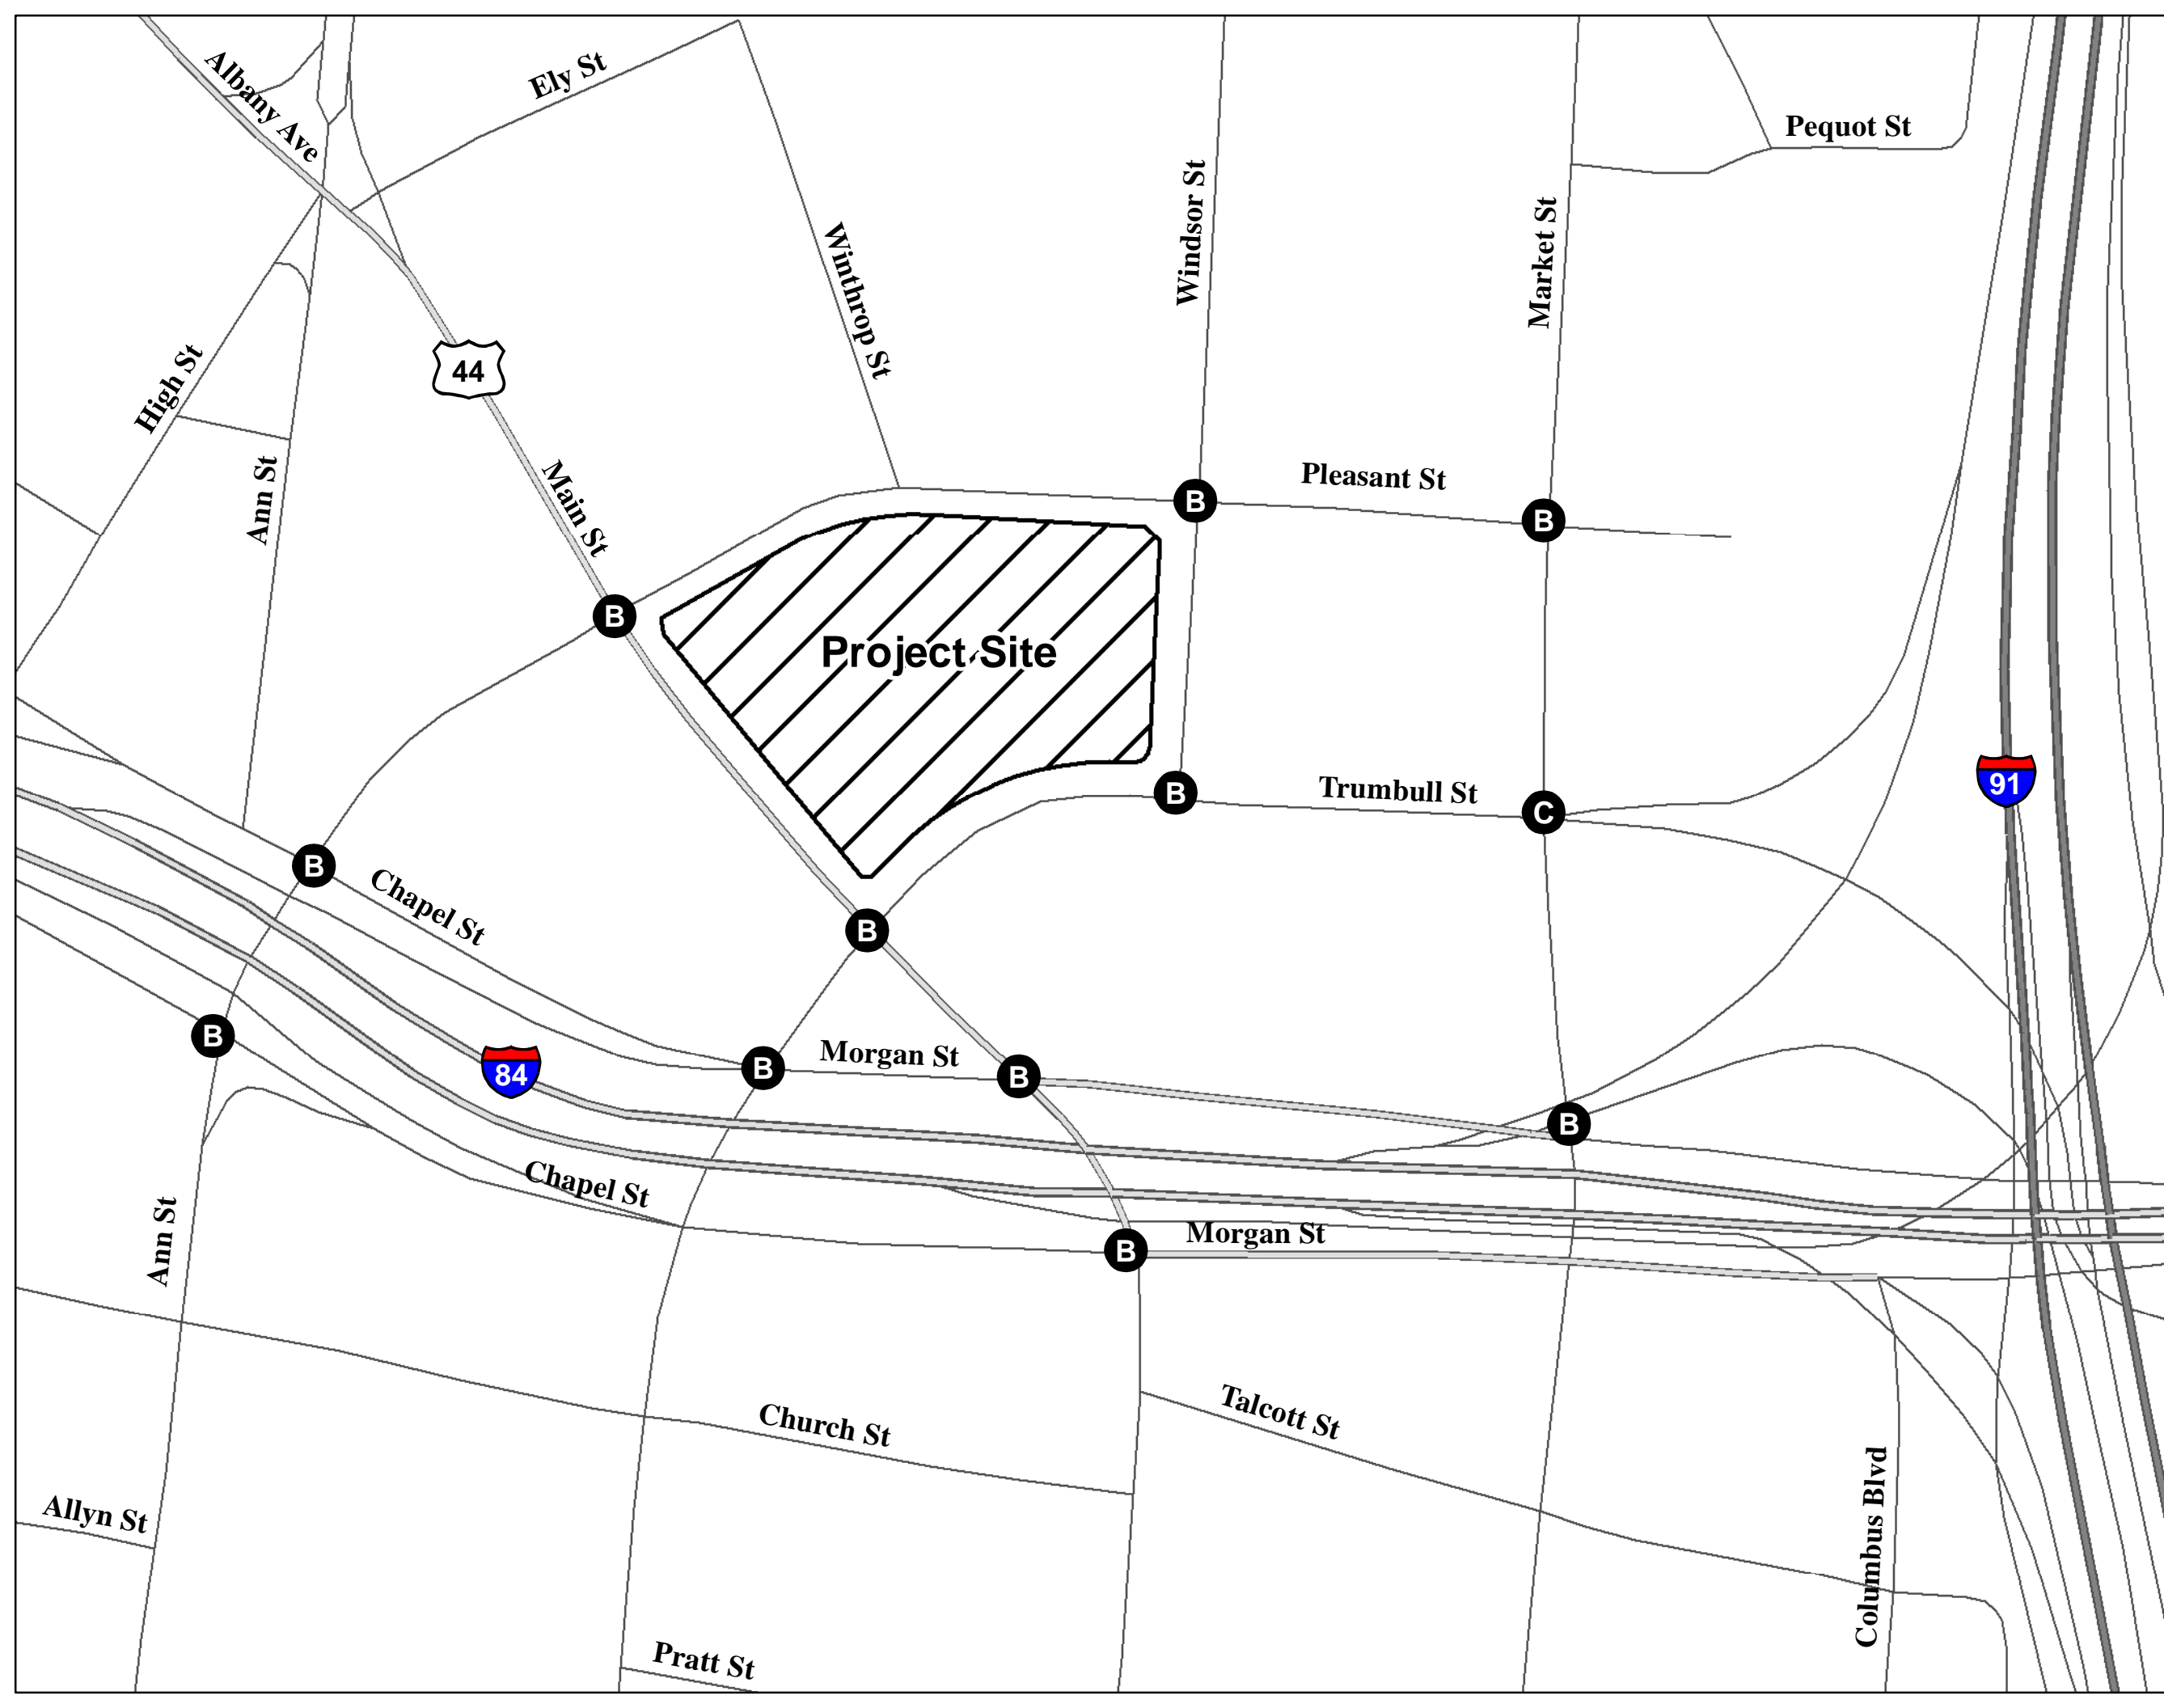 Albany Ave
Ely St
Pequot St
Windsor St
Market St
Winthrop St
High St
44
Ann St
Main St
Pleasant St
B
B
B
Project Site
91
Trumbull St
B
C
B
Chapel St
B
B
Morgan St
B
B
84
B
Chapel St
Morgan St
B
Ann St
Talcott St
Church St
Columbus Blvd
Allyn St
Pratt St